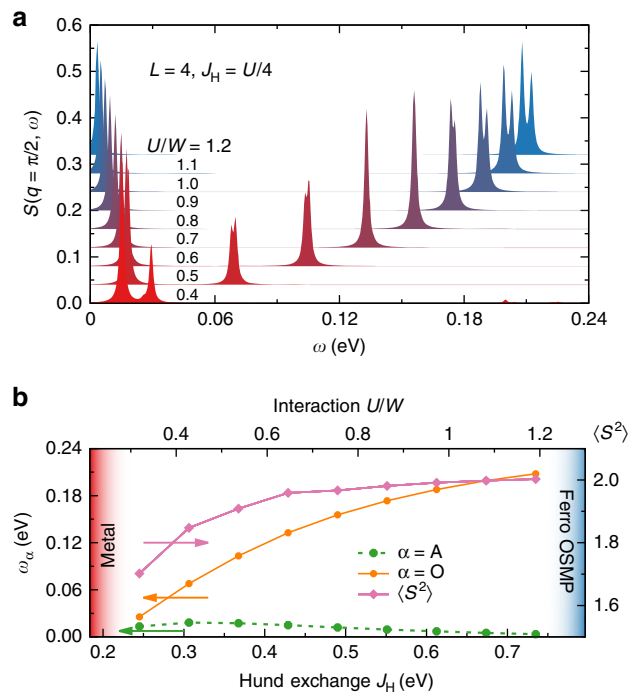 a
0.6
0.5
0.4
0.3
0.2
0.1
0.0
S(q = π/2, ω)
L = 4, J_H = U/4
U/W = 1.2
1.1
1.0
0.9
0.8
0.7
0.6
0.5
0.4
0 0.06 0.12 0.18 0.24
ω (eV)
b
Interaction U/W
0.4 0.6 0.8 1 1.2
⟨S²⟩
0.24
0.18
0.12
0.06
0.00
ω_α (eV)
Metal
α = A
α = O
⟨S²⟩
Ferro OSMP
2.0
1.8
1.6
0.2 0.3 0.4 0.5 0.6 0.7
Hund exchange J_H (eV)